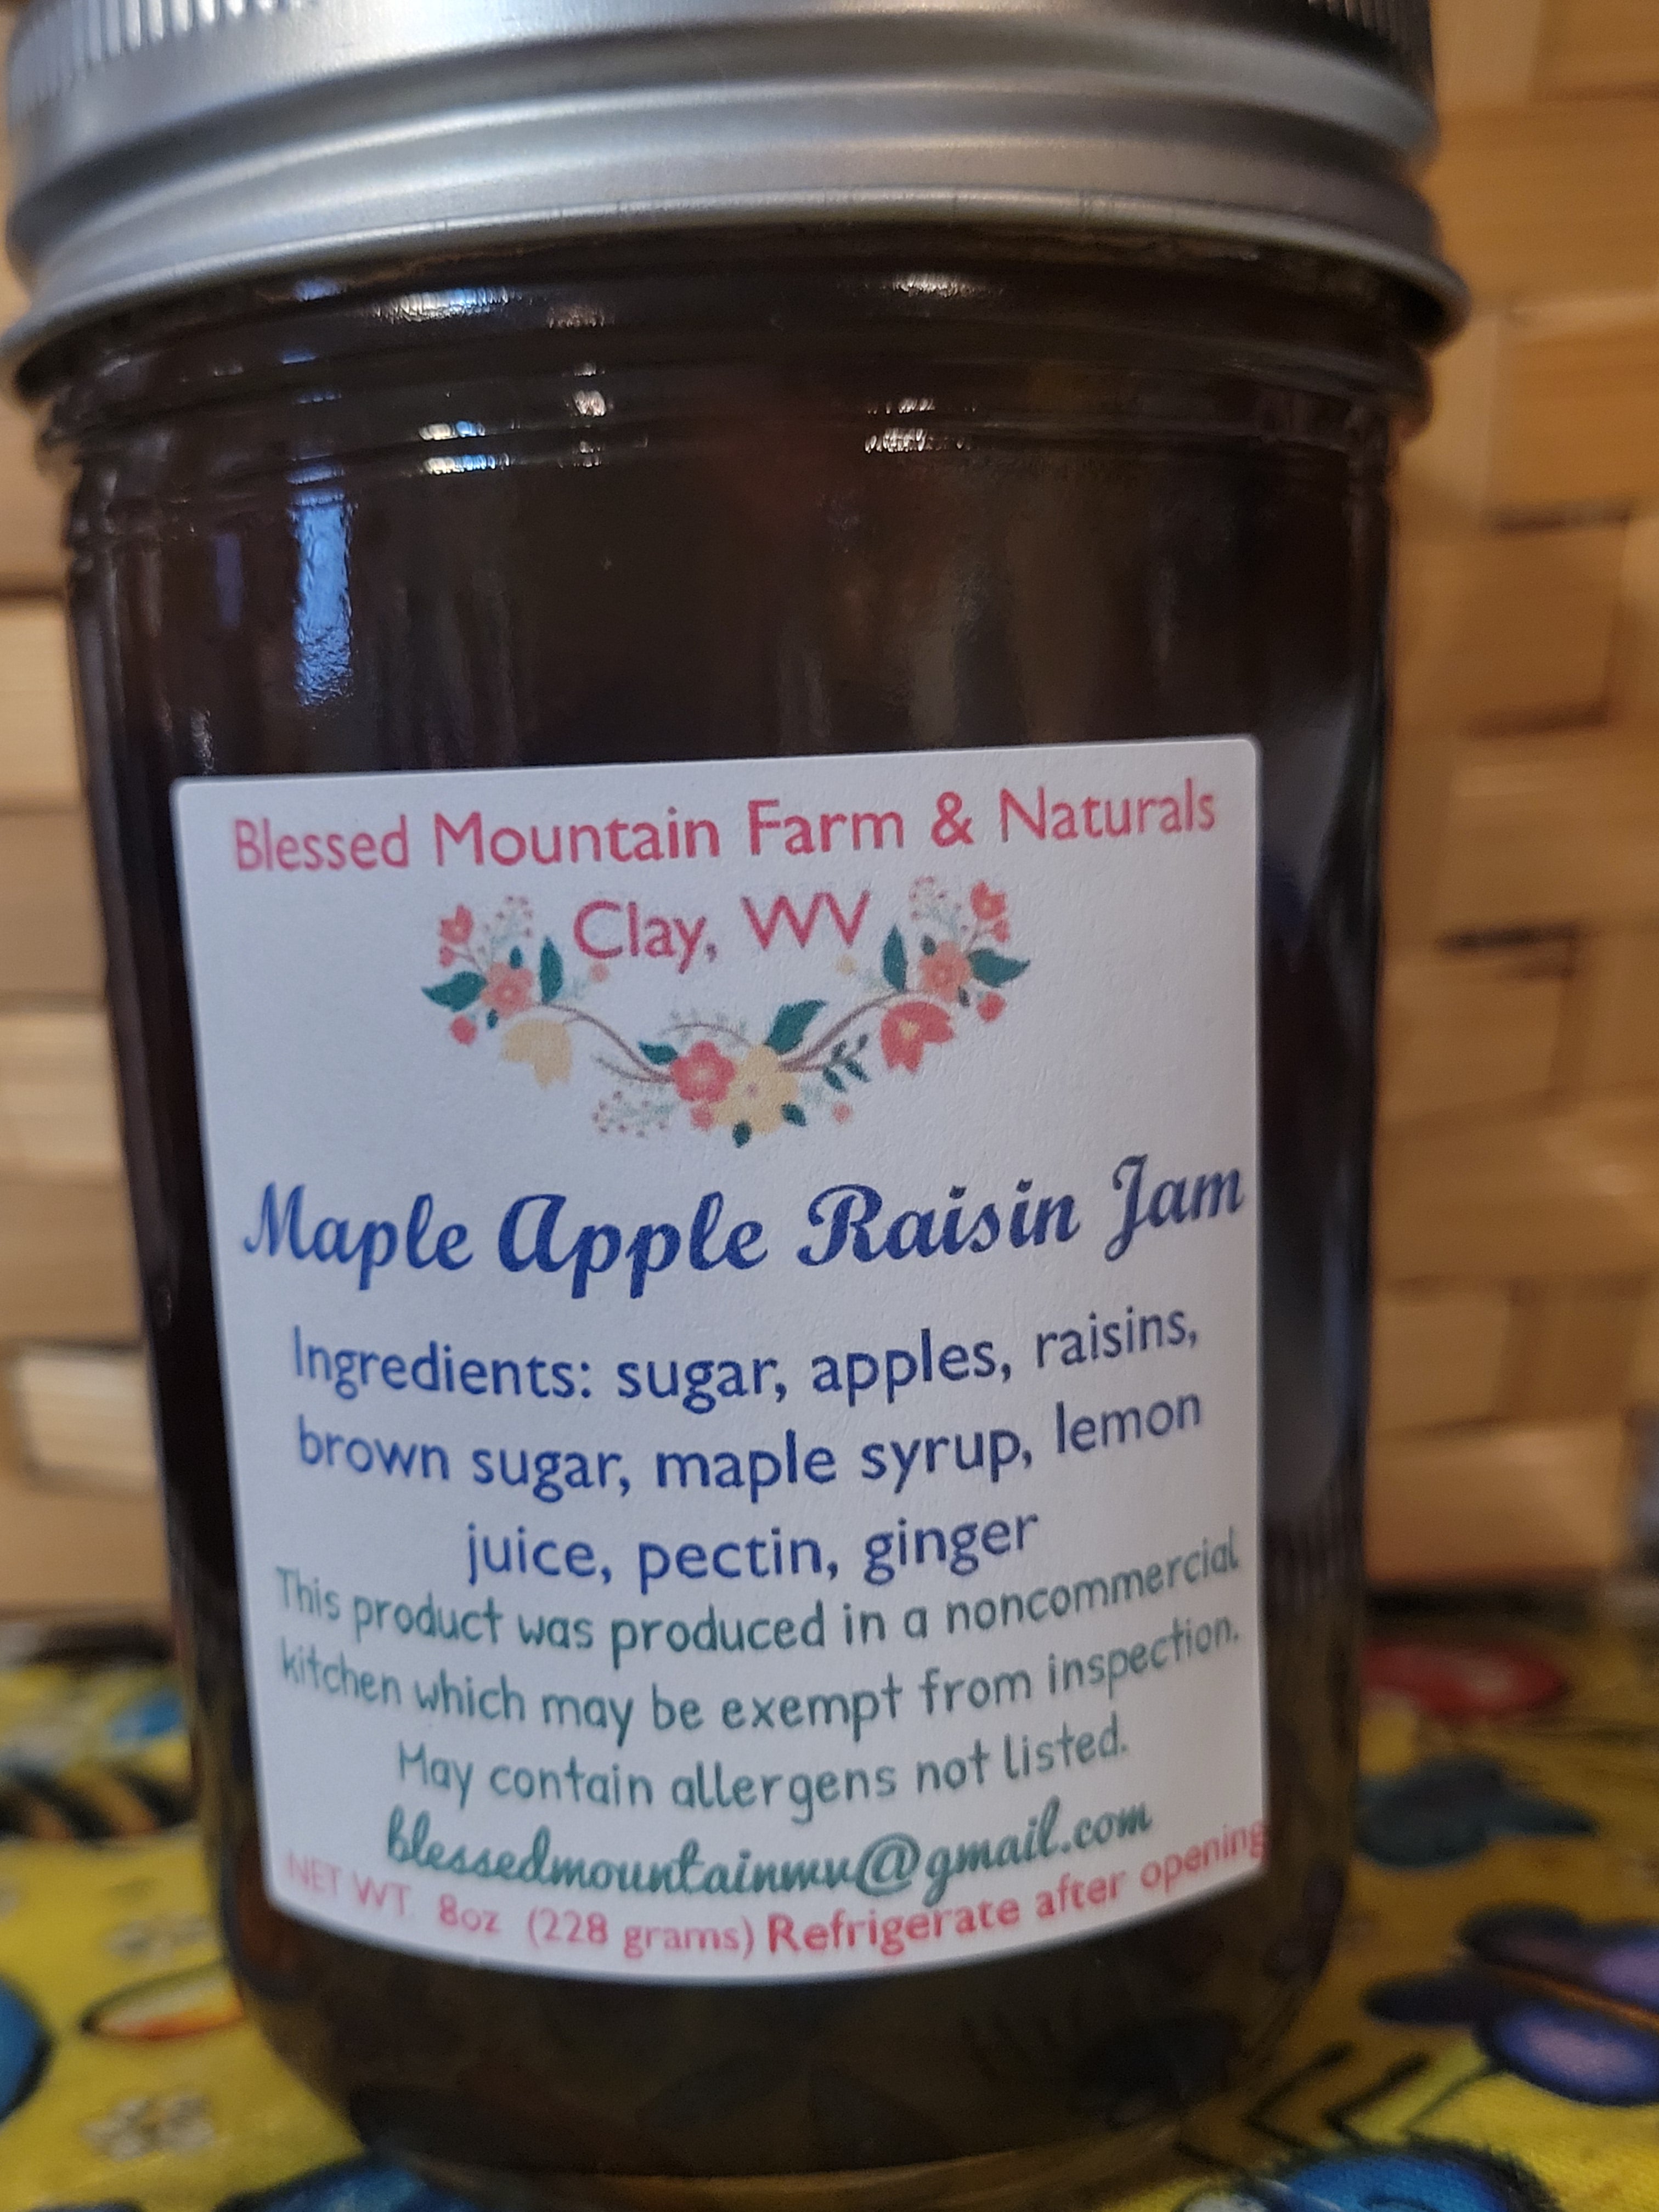 Blessed Mountain Farm & Naturals
Clay, WV
Maple Apple Raisin Jam
Ingredients: sugar, apples, raisins,
brown sugar, maple syrup, lemon
juice, pectin, ginger
This product was produced in a noncommercial
kitchen which may be exempt from inspection.
May contain allergens not listed.
blessedmountainwv@gmail.com
NET WT. 8oz (228 grams) Refrigerate after opening